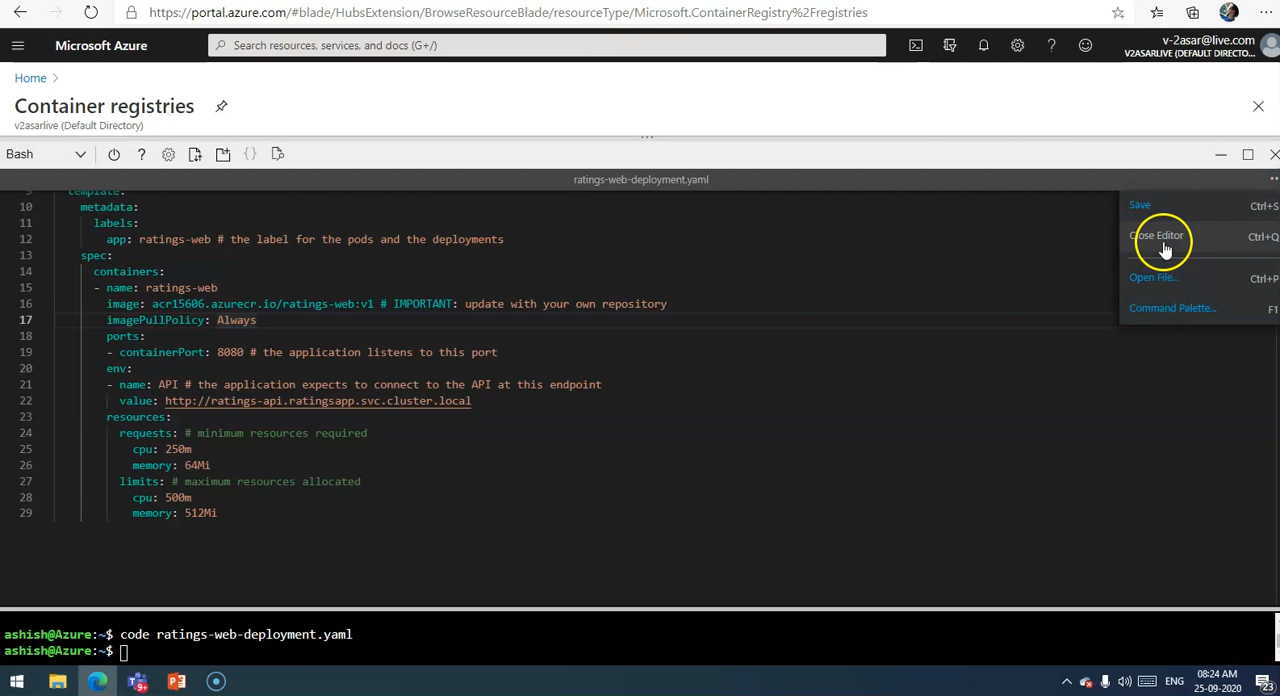 https://portal.azure.com/#blade/HubsExtension/BrowseResourceBlade/resourceType/Microsoft.ContainerRegistry%2Fregistries
Microsoft Azure
Search resources, services, and docs (G+/)
v-2asar@live.com
V2ASARLIVE (DEFAULT DIRECTO...
Home >
Container registries
v2asarlive (Default Directory)
Bash
ratings-web-deployment.yaml
9 template:
10 metadata:
11 labels:
12 app: ratings-web # the label for the pods and the deployments
13 spec:
14 containers:
15 - name: ratings-web
16 image: acr15606.azurecr.io/ratings-web:v1 # IMPORTANT: update with your own repository
17 imagePullPolicy: Always
18 ports:
19 - containerPort: 8080 # the application listens to this port
20 env:
21 - name: API # the application expects to connect to the API at this endpoint
22 value: http://ratings-api.ratingsapp.svc.cluster.local
23 resources:
24 requests: # minimum resources required
25 cpu: 250m
26 memory: 64Mi
27 limits: # maximum resources allocated
28 cpu: 500m
29 memory: 512Mi
Save Ctrl+S
Close Editor Ctrl+Q
Open File... Ctrl+P
Command Palette... F1
ashish@Azure:~$ code ratings-web-deployment.yaml
ashish@Azure:~$
ENG
08:24 AM
25-09-2020
23